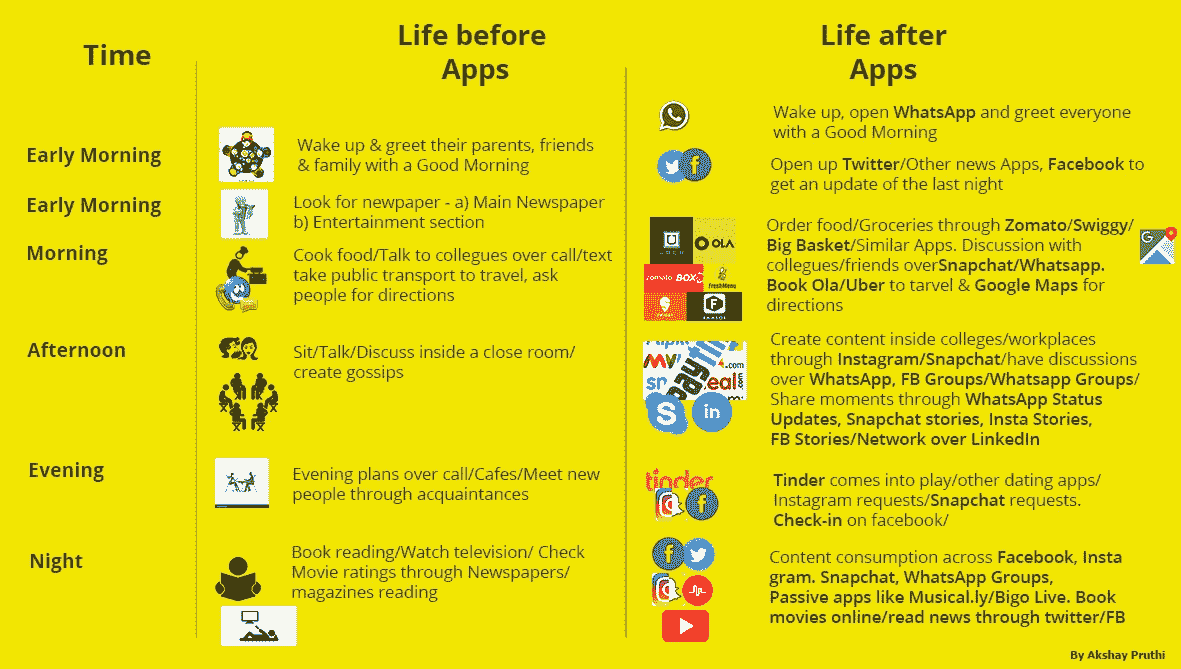 Time
Life before
Apps
Life after
Apps
Early Morning
Wake up & greet their parents, friends
& family with a Good Morning
Wake up, open WhatsApp and greet everyone
with a Good Morning
Early Morning
Look for newpaper - a) Main Newspaper
b) Entertainment section
Open up Twitter/Other news Apps, Facebook to
get an update of the last night
Morning
Cook food/Talk to collegues over call/text
take public transport to travel, ask
people for directions
OLA
zomato
BOX8
FreshMenu
G
Order food/Groceries through Zomato/Swiggy/
Big Basket/Similar Apps. Discussion with
collegues/friends overSnapchat/Whatsapp.
Book Ola/Uber to tarvel & Google Maps for
directions
Afternoon
Sit/Talk/Discuss inside a close room/
create gossips
paytm
.com
eal.com
S
in
Create content inside colleges/workplaces
through Instagram/Snapchat/have discussions
over WhatsApp, FB Groups/Whatsapp Groups/
Share moments through WhatsApp Status
Updates, Snapchat stories, Insta Stories,
FB Stories/Network over LinkedIn
Evening
Evening plans over call/Cafes/Meet new
people through acquaintances
tinder
f
Tinder comes into play/other dating apps/
Instagram requests/Snapchat requests.
Check-in on facebook/
Night
Book reading/Watch television/ Check
Movie ratings through Newspapers/
magazines reading
f
Content consumption across Facebook, Insta
gram. Snapchat, WhatsApp Groups,
Passive apps like Musical.ly/Bigo Live. Book
movies online/read news through twitter/FB
By Akshay Pruthi